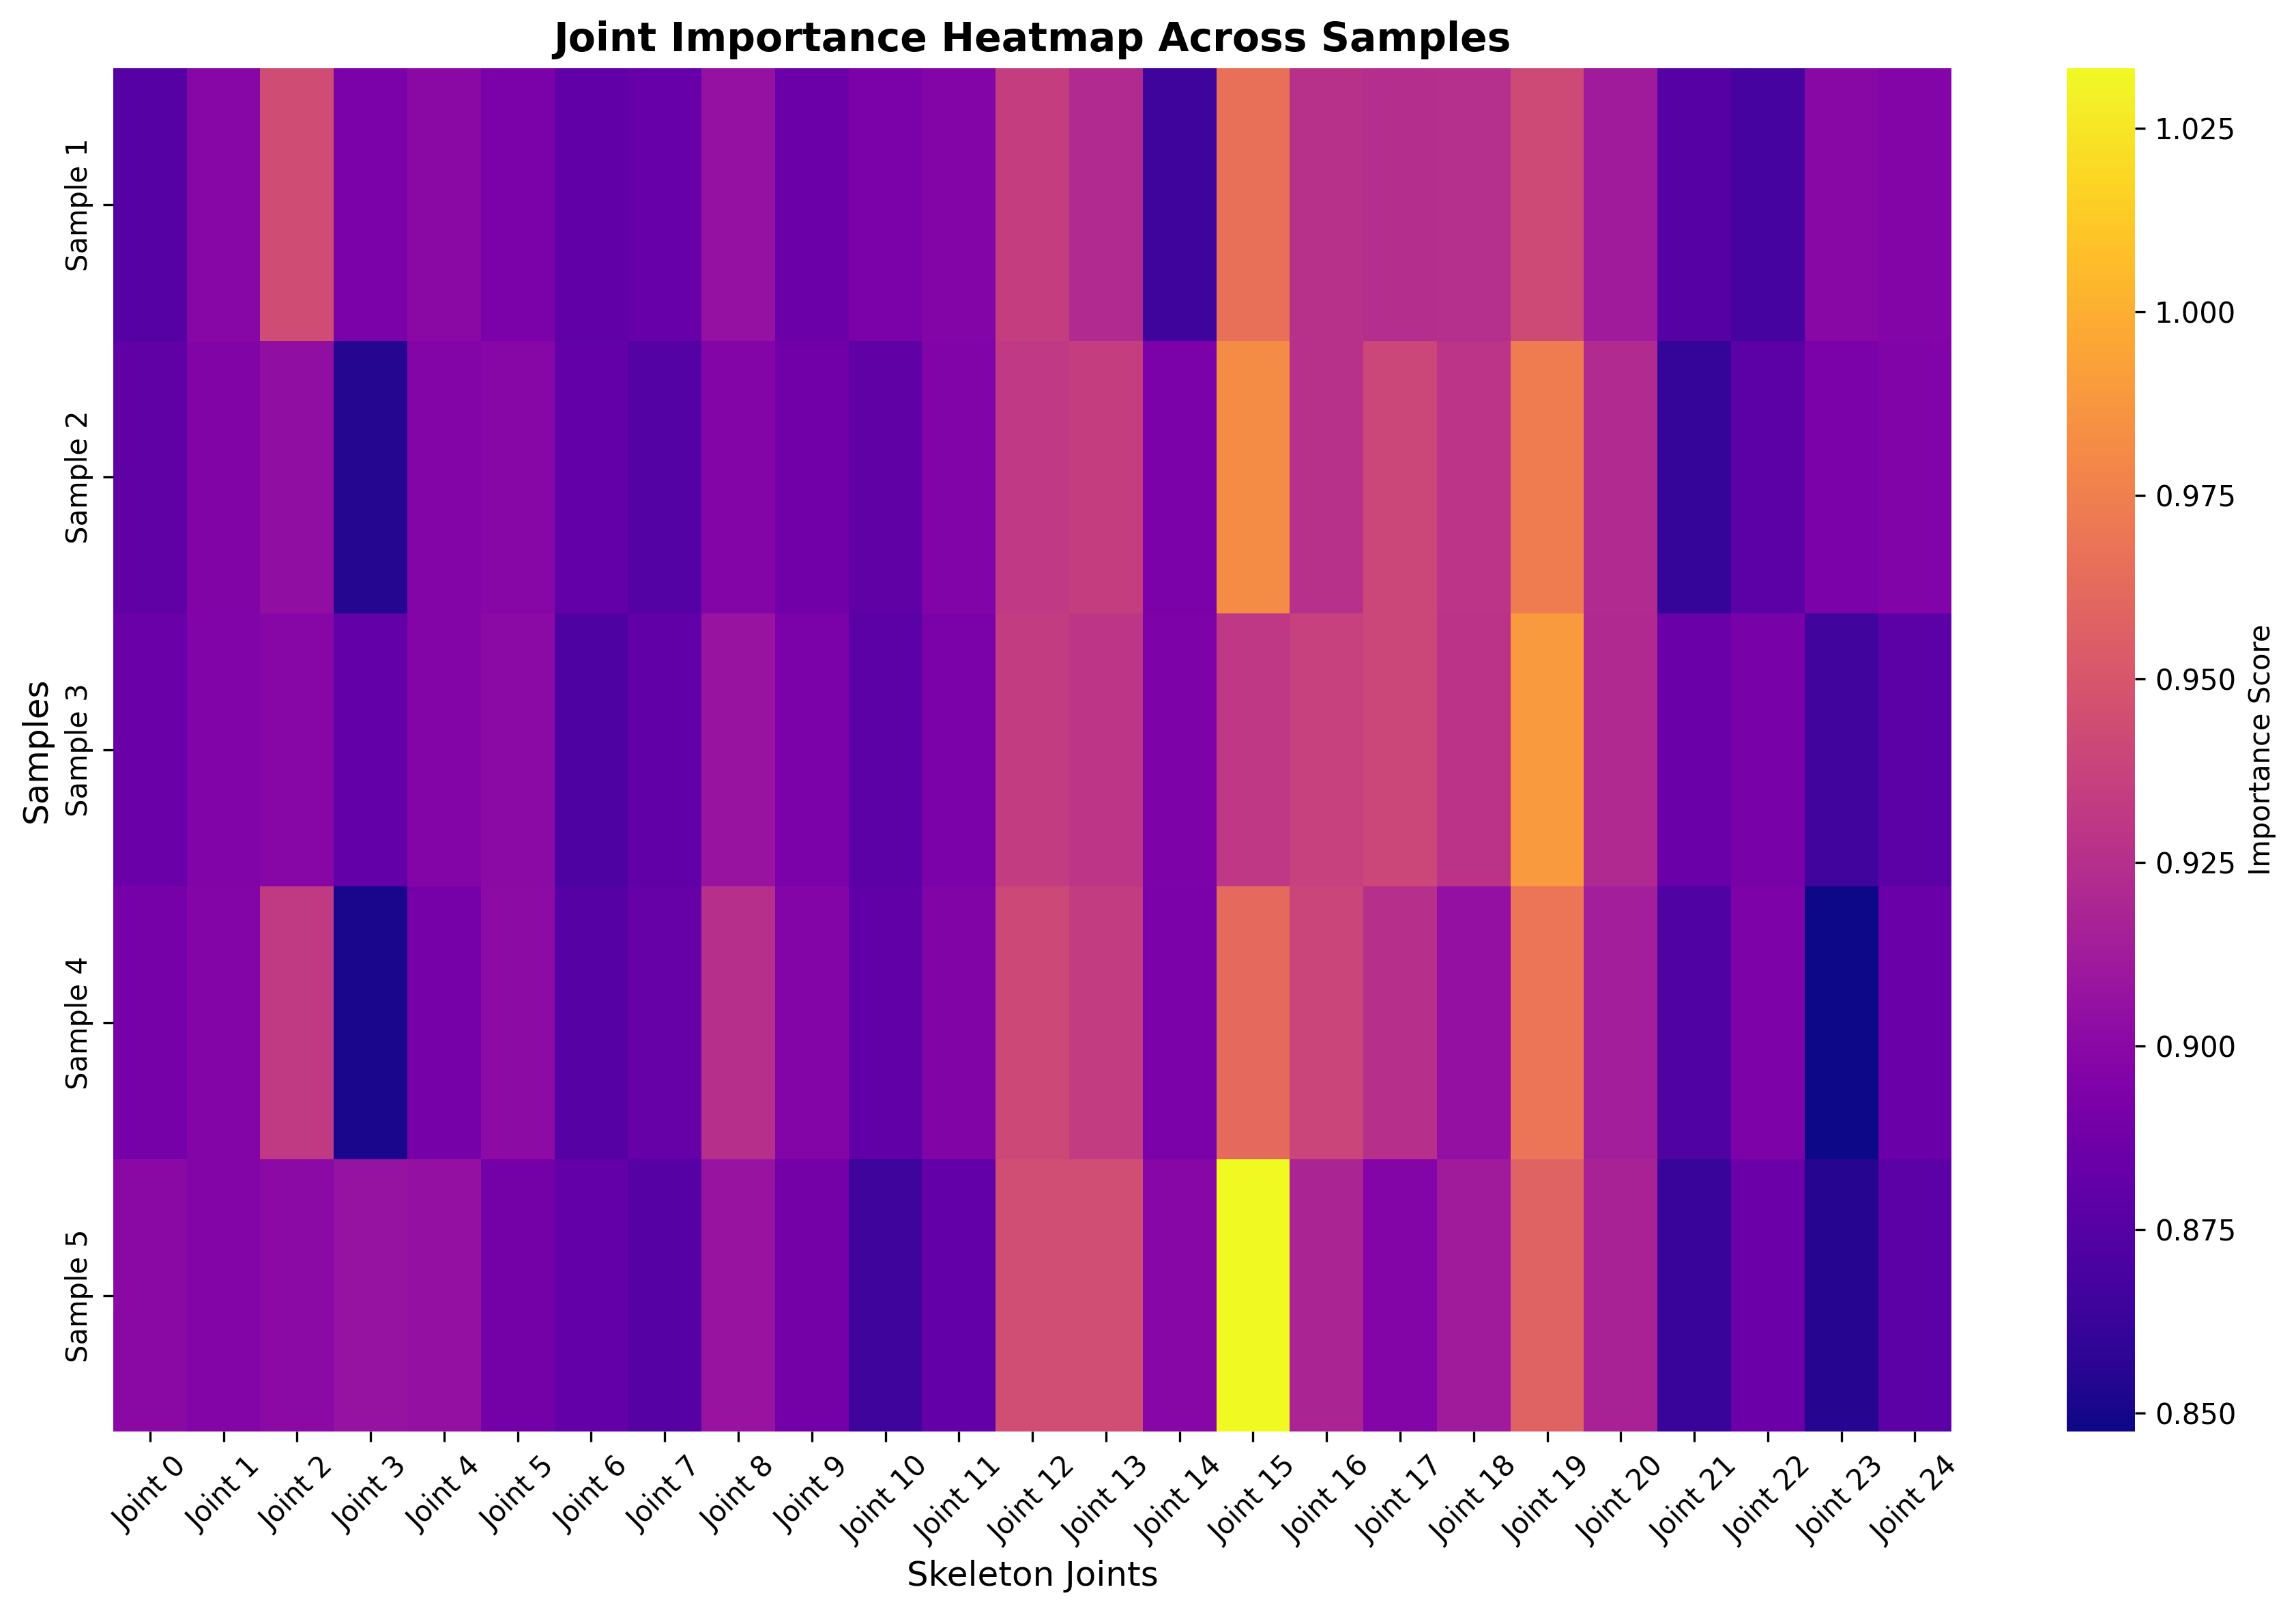 Joint Importance Heatmap Across Samples
Samples
Sample 1
Sample 2
Sample 3
Sample 4
Sample 5
Joint 0
Joint 1
Joint 2
Joint 3
Joint 4
Joint 5
Joint 6
Joint 7
Joint 8
Joint 9
Joint 10
Joint 11
Joint 12
Joint 13
Joint 14
Joint 15
Joint 16
Joint 17
Joint 18
Joint 19
Joint 20
Joint 21
Joint 22
Joint 23
Joint 24
Skeleton Joints
1.025
1.000
0.975
0.950
0.925
0.900
0.875
0.850
Importance Score